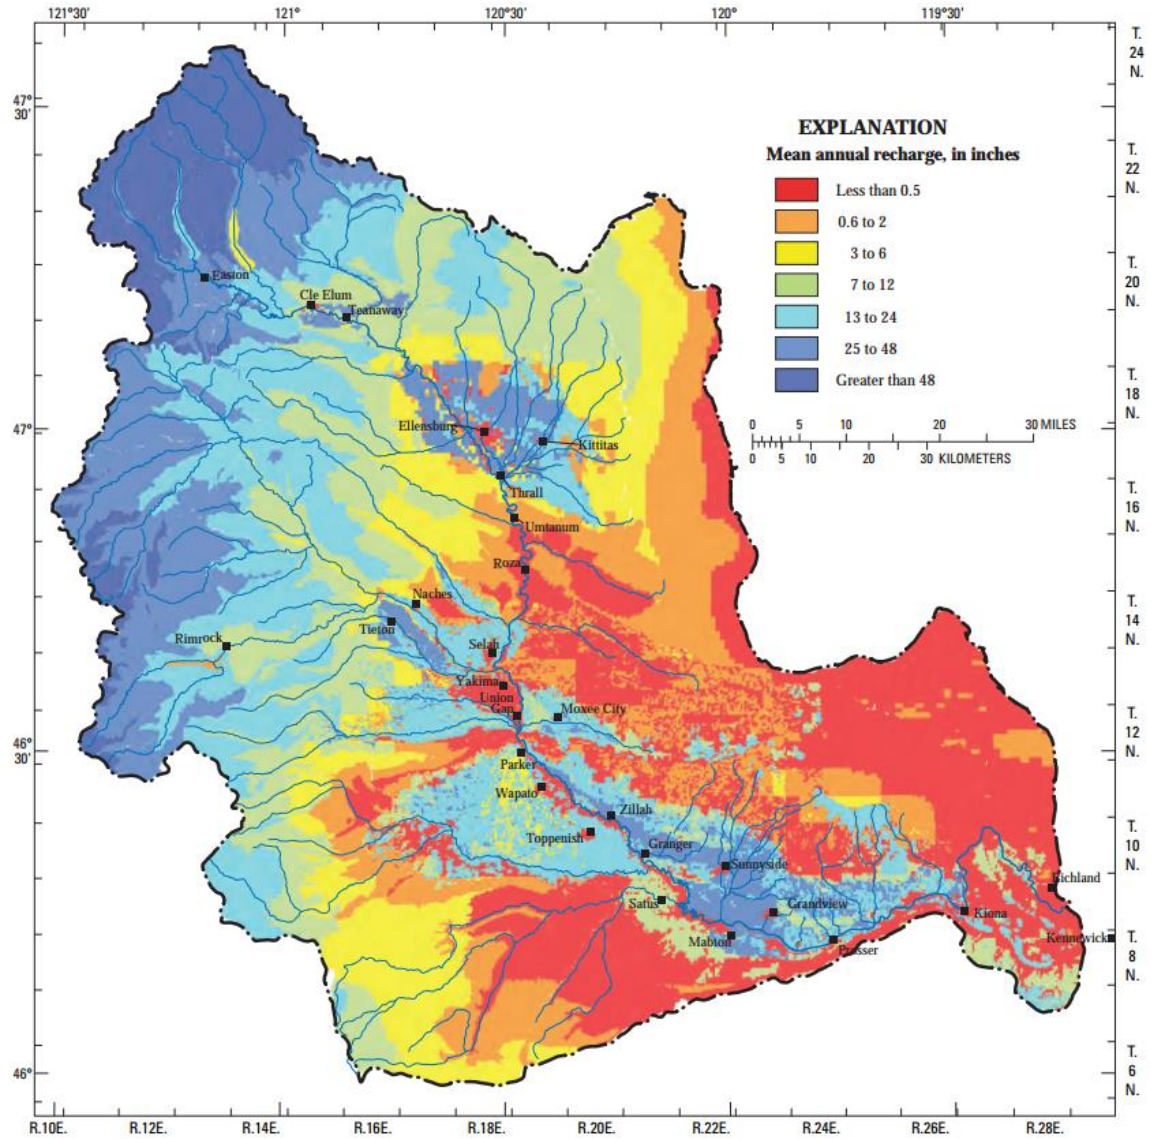 121°30'
121°
120°30'
120°
119°30'
T.
24
N.
47°
30'
EXPLANATION
Mean annual recharge, in inches
Less than 0.5
0.6 to 2
3 to 6
7 to 12
13 to 24
25 to 48
Greater than 48
T.
22
N.
T.
20
N.
Easton
Cle Elum
Teanaway
T.
18
N.
47°
0 5 10 20 30 MILES
0 5 10 20 30 KILOMETERS
Ellensburg
Kittitas
Thrall
T.
16
N.
Umtanum
Roza
Naches
Tieton
Rimrock
Selah
T.
14
N.
Yakima
Union
Gap
Moxee City
T.
12
N.
46°
30'
Parker
Wapato
Zillah
Toppenish
Granger
Sunnyside
T.
10
N.
Richland
Satus
Grandview
Kiona
Mabton
Prosser
Kennewick
T.
8
N.
46°
T.
6
N.
R.10E. R.12E. R.14E. R.16E. R.18E. R.20E. R.22E. R.24E. R.26E. R.28E.